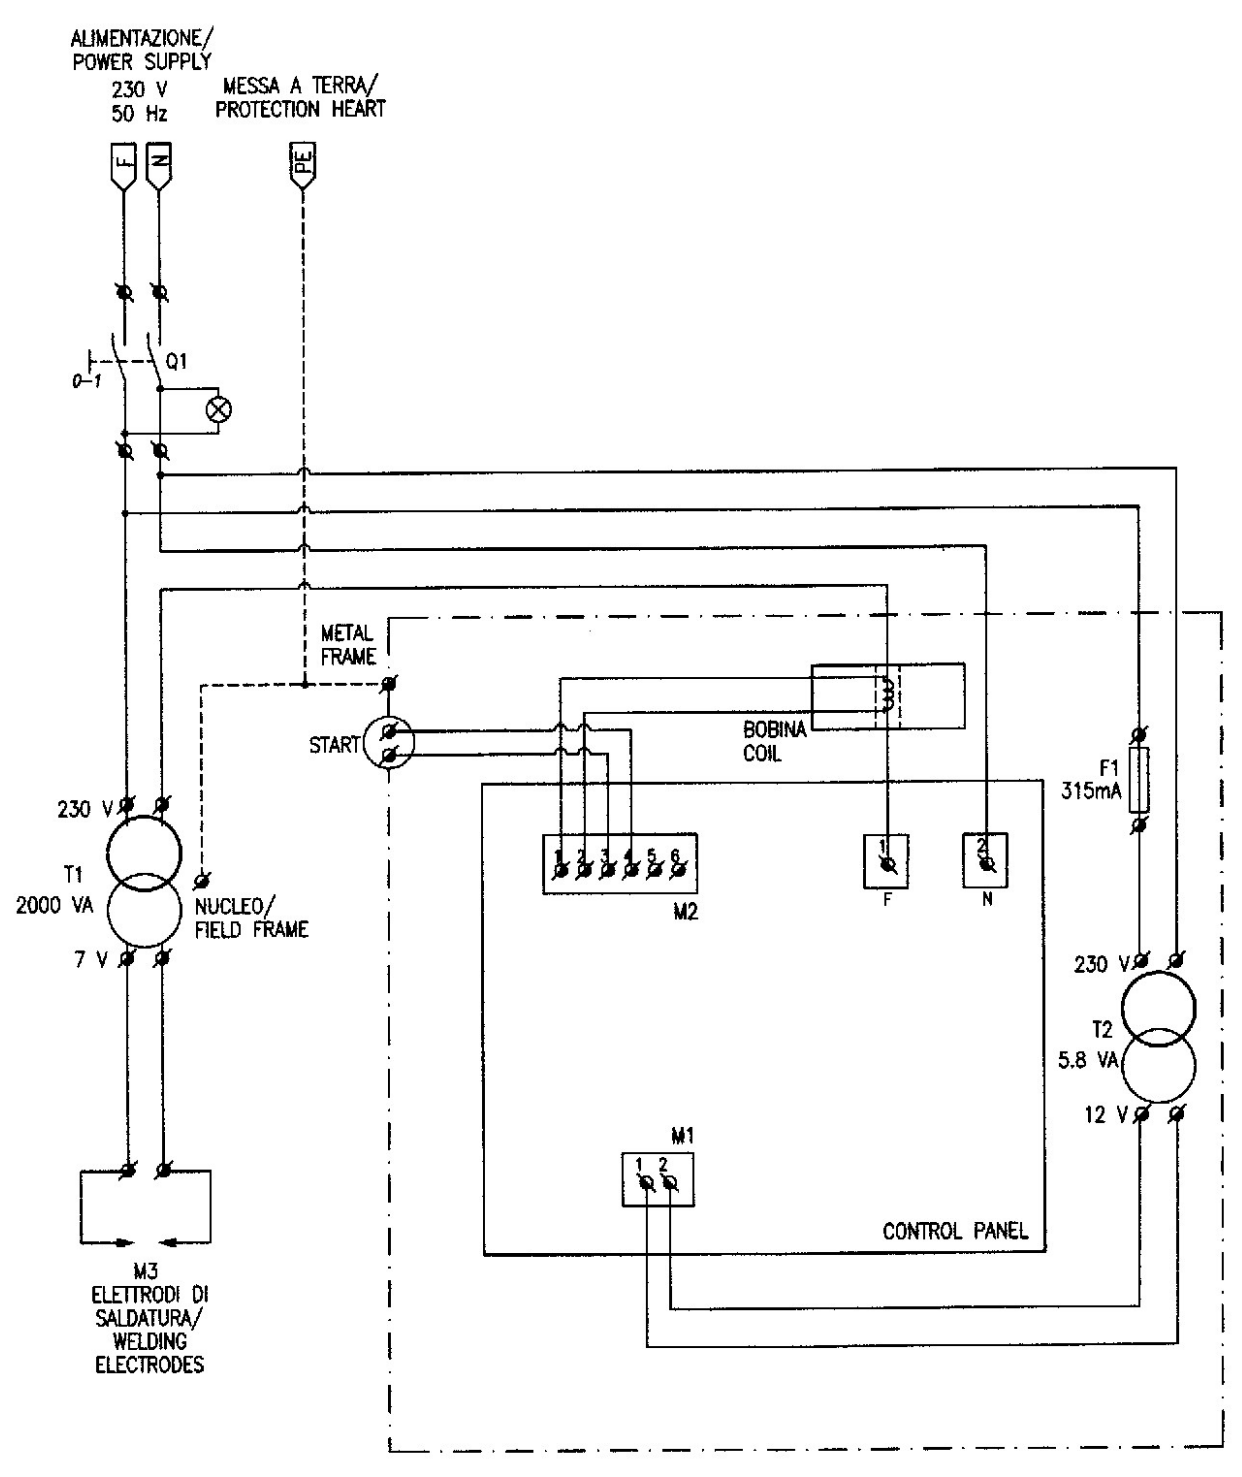 ALIMENTAZIONE/
POWER SUPPLY
230 V
50 Hz
MESSA A TERRA/
PROTECTION HEART
F
N
PE
Q1
0-1
METAL
FRAME
START
BOBINA
COIL
F1
315mA
230 V
T1
2000 VA
NUCLEO/
FIELD FRAME
7 V
1 2 3 4 5 6
M2
1
F
2
N
230 V
T2
5.8 VA
12 V
M1
1 2
CONTROL PANEL
M3
ELETTRODI DI
SALDATURA/
WELDING
ELECTRODES